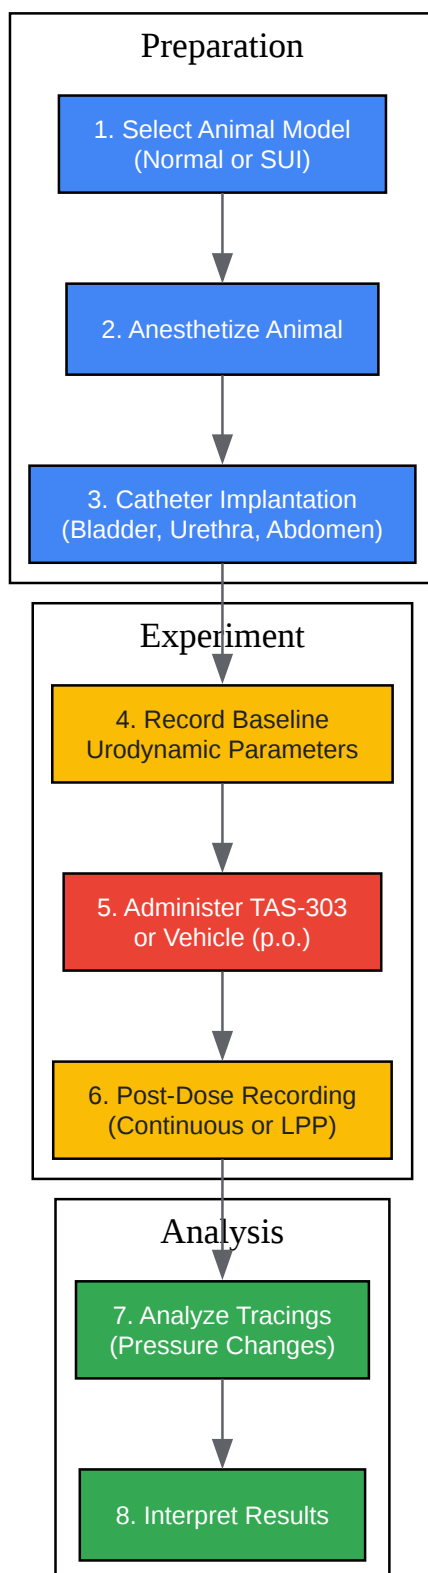 Preparation
1. Select Animal Model
(Normal or SUI)
2. Anesthetize Animal
3. Catheter Implantation
(Bladder, Urethra, Abdomen)
Experiment
4. Record Baseline
Urodynamic Parameters
5. Administer TAS-303
or Vehicle (p.o.)
6. Post-Dose Recording
(Continuous or LPP)
Analysis
7. Analyze Tracings
(Pressure Changes)
8. Interpret Results